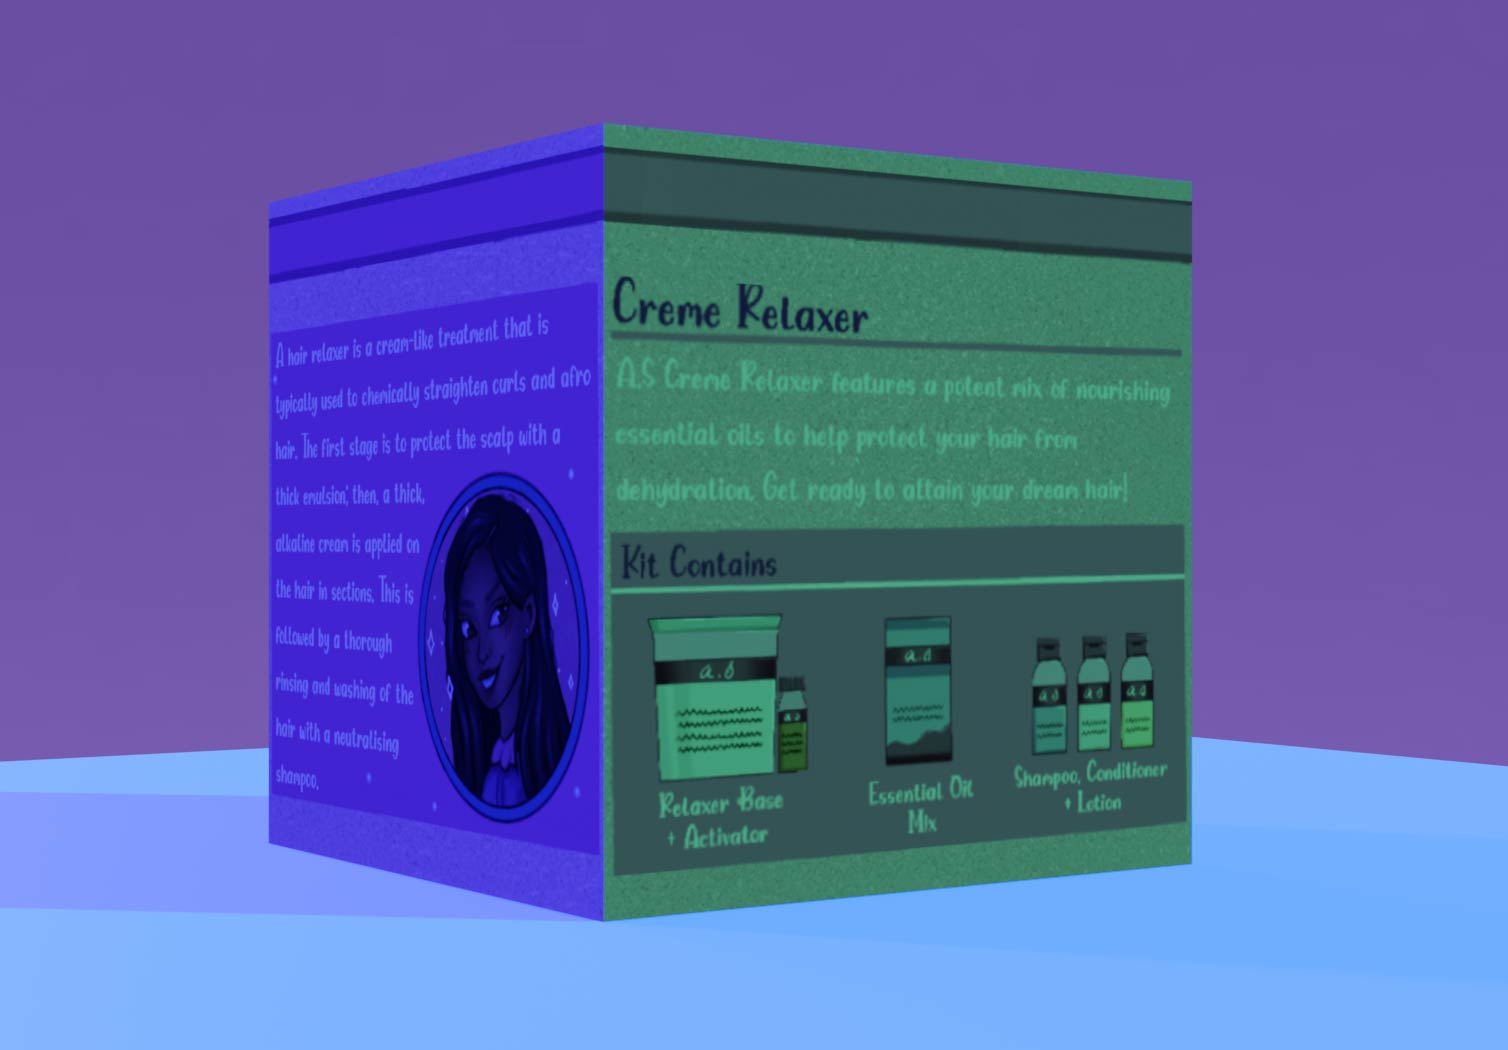 A hair relaxer is a cream-like treatment that is
typically used to chemically straighten curls and afro
hair. The first stage is to protect the scalp with a
thick emulsion; then, a thick,
alkaline cream is applied on
the hair in sections. This is
followed by a thorough
rinsing and washing of the
hair with a neutralising
shampoo.
Creme Relaxer
A.S Creme Relaxer features a potent mix of nourishing
essential oils to help protect your hair from
dehydration. Get ready to attain your dream hair!
Kit Contains
a.s
a.s
a.s
a.s
a.s
a.s
Relaxer Base
+ Activator
Essential Oil
Mix
Shampoo, Conditioner
+ Lotion